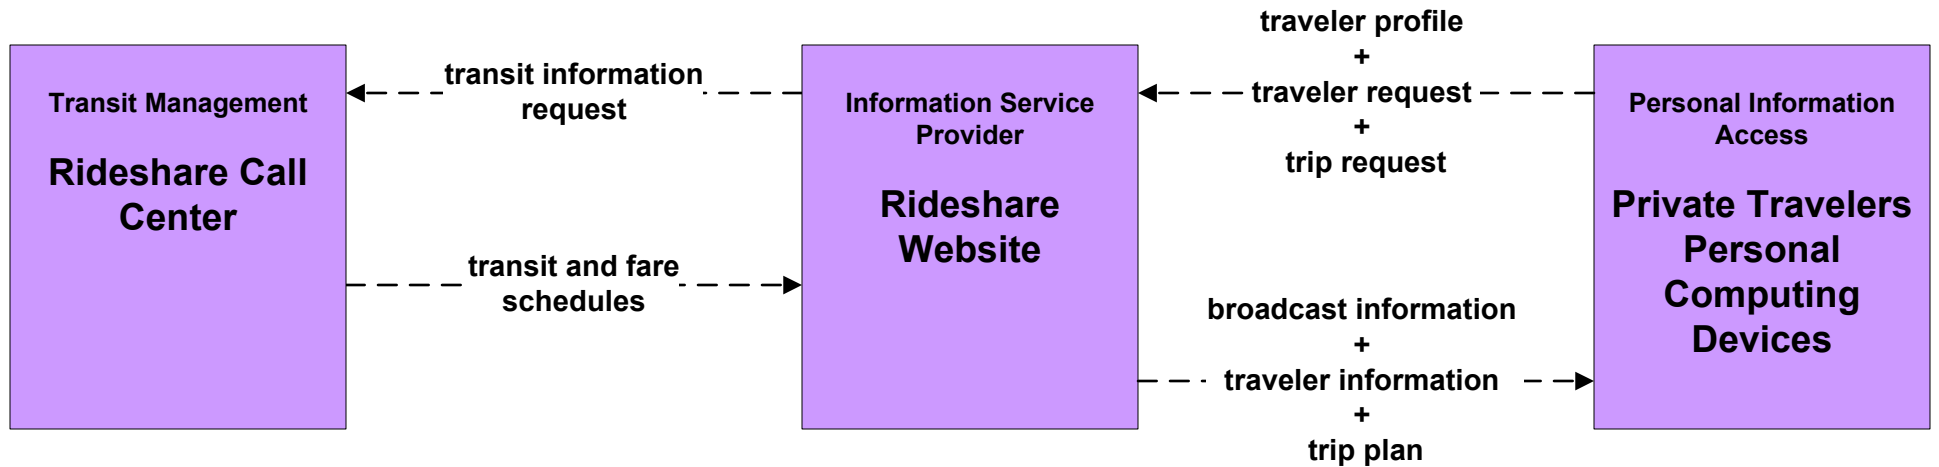 Transit Management
Rideshare Call
Center
transit information
request
transit and fare
schedules
Information Service
Provider
Rideshare
Website
traveler profile
+
traveler request
+
trip request
broadcast information
+
traveler information
+
trip plan
Personal Information
Access
Private Travelers
Personal
Computing
Devices